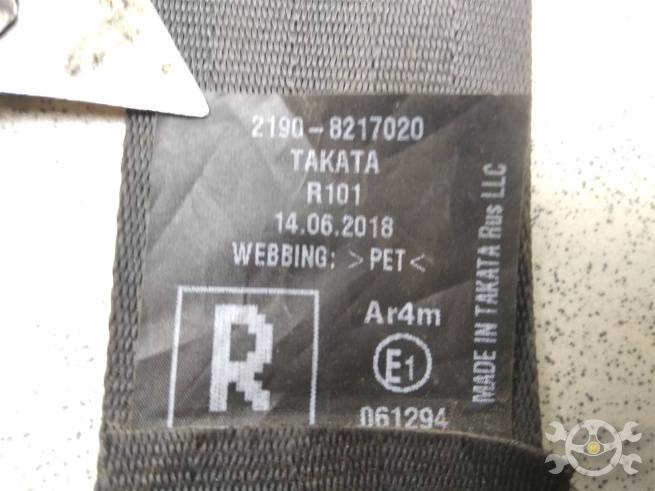 2190-8217020
TAKATA
R101
14.06.2018
WEBBING: >PET<
R
Ar4m
E1
061294
MADE IN TAKATA Rus LLC